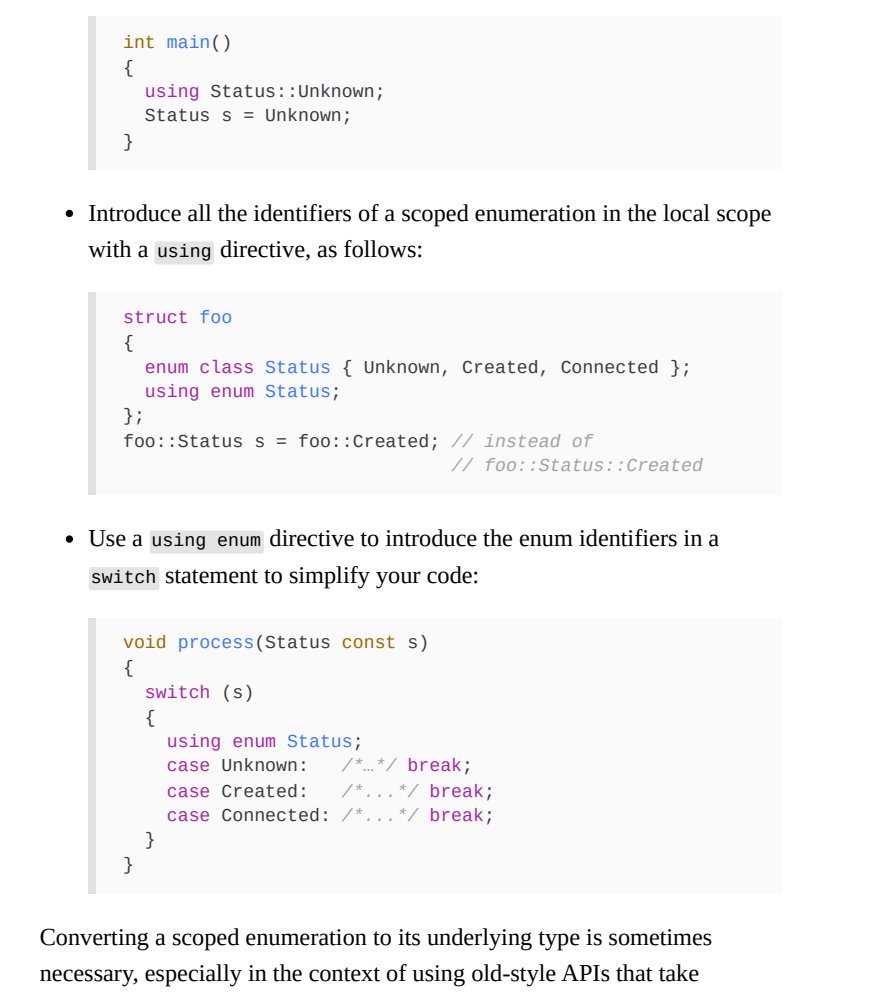 int main()
{
  using Status::Unknown;
  Status s = Unknown;
}
• Introduce all the identifiers of a scoped enumeration in the local scope
with a using directive, as follows:
struct foo
{
  enum class Status { Unknown, Created, Connected };
  using enum Status;
};
foo::Status s = foo::Created; // instead of
                              // foo::Status::Created
• Use a using enum directive to introduce the enum identifiers in a
switch statement to simplify your code:
void process(Status const s)
{
  switch (s)
  {
    using enum Status;
    case Unknown:   /*…*/ break;
    case Created:   /*...*/ break;
    case Connected: /*...*/ break;
  }
}
Converting a scoped enumeration to its underlying type is sometimes
necessary, especially in the context of using old-style APIs that take